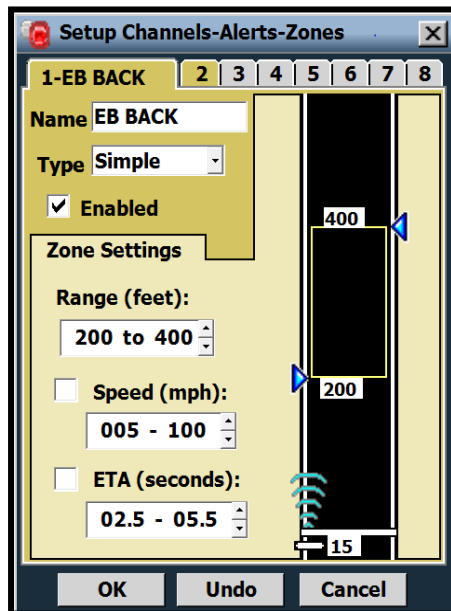 Setup Channels-Alerts-Zones
1-EB BACK 2 3 4 5 6 7 8
Name EB BACK
Type Simple
Enabled
400
Zone Settings
Range (feet):
200 to 400
200
Speed (mph):
005 - 100
ETA (seconds):
02.5 - 05.5
15
OK Undo Cancel